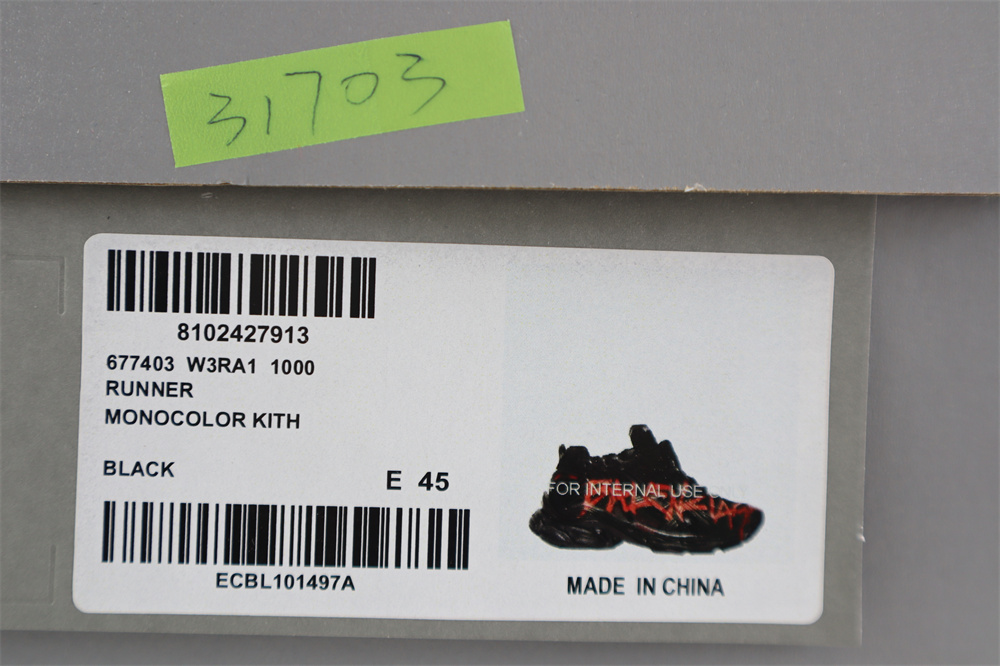 31703
8102427913
677403 W3RA1 1000
RUNNER
MONOCOLOR KITH
BLACK
E 45
FOR INTERNAL USE
ECBL101497A
MADE IN CHINA